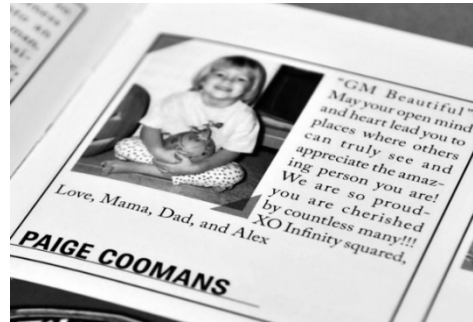 "GM Beautiful"
May your open mind
and heart lead you to
places where others
can truly see and
appreciate the amaz-
ing person you are!
We are so proud-
you are cherished
by countless many!!!
XO Infinity squared,
Love, Mama, Dad, and Alex
PAIGE COOMANS